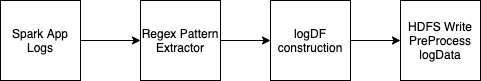 Spark App
Logs
Regex Pattern
Extractor
logDF
construction
HDFS Write
PreProcess
logData